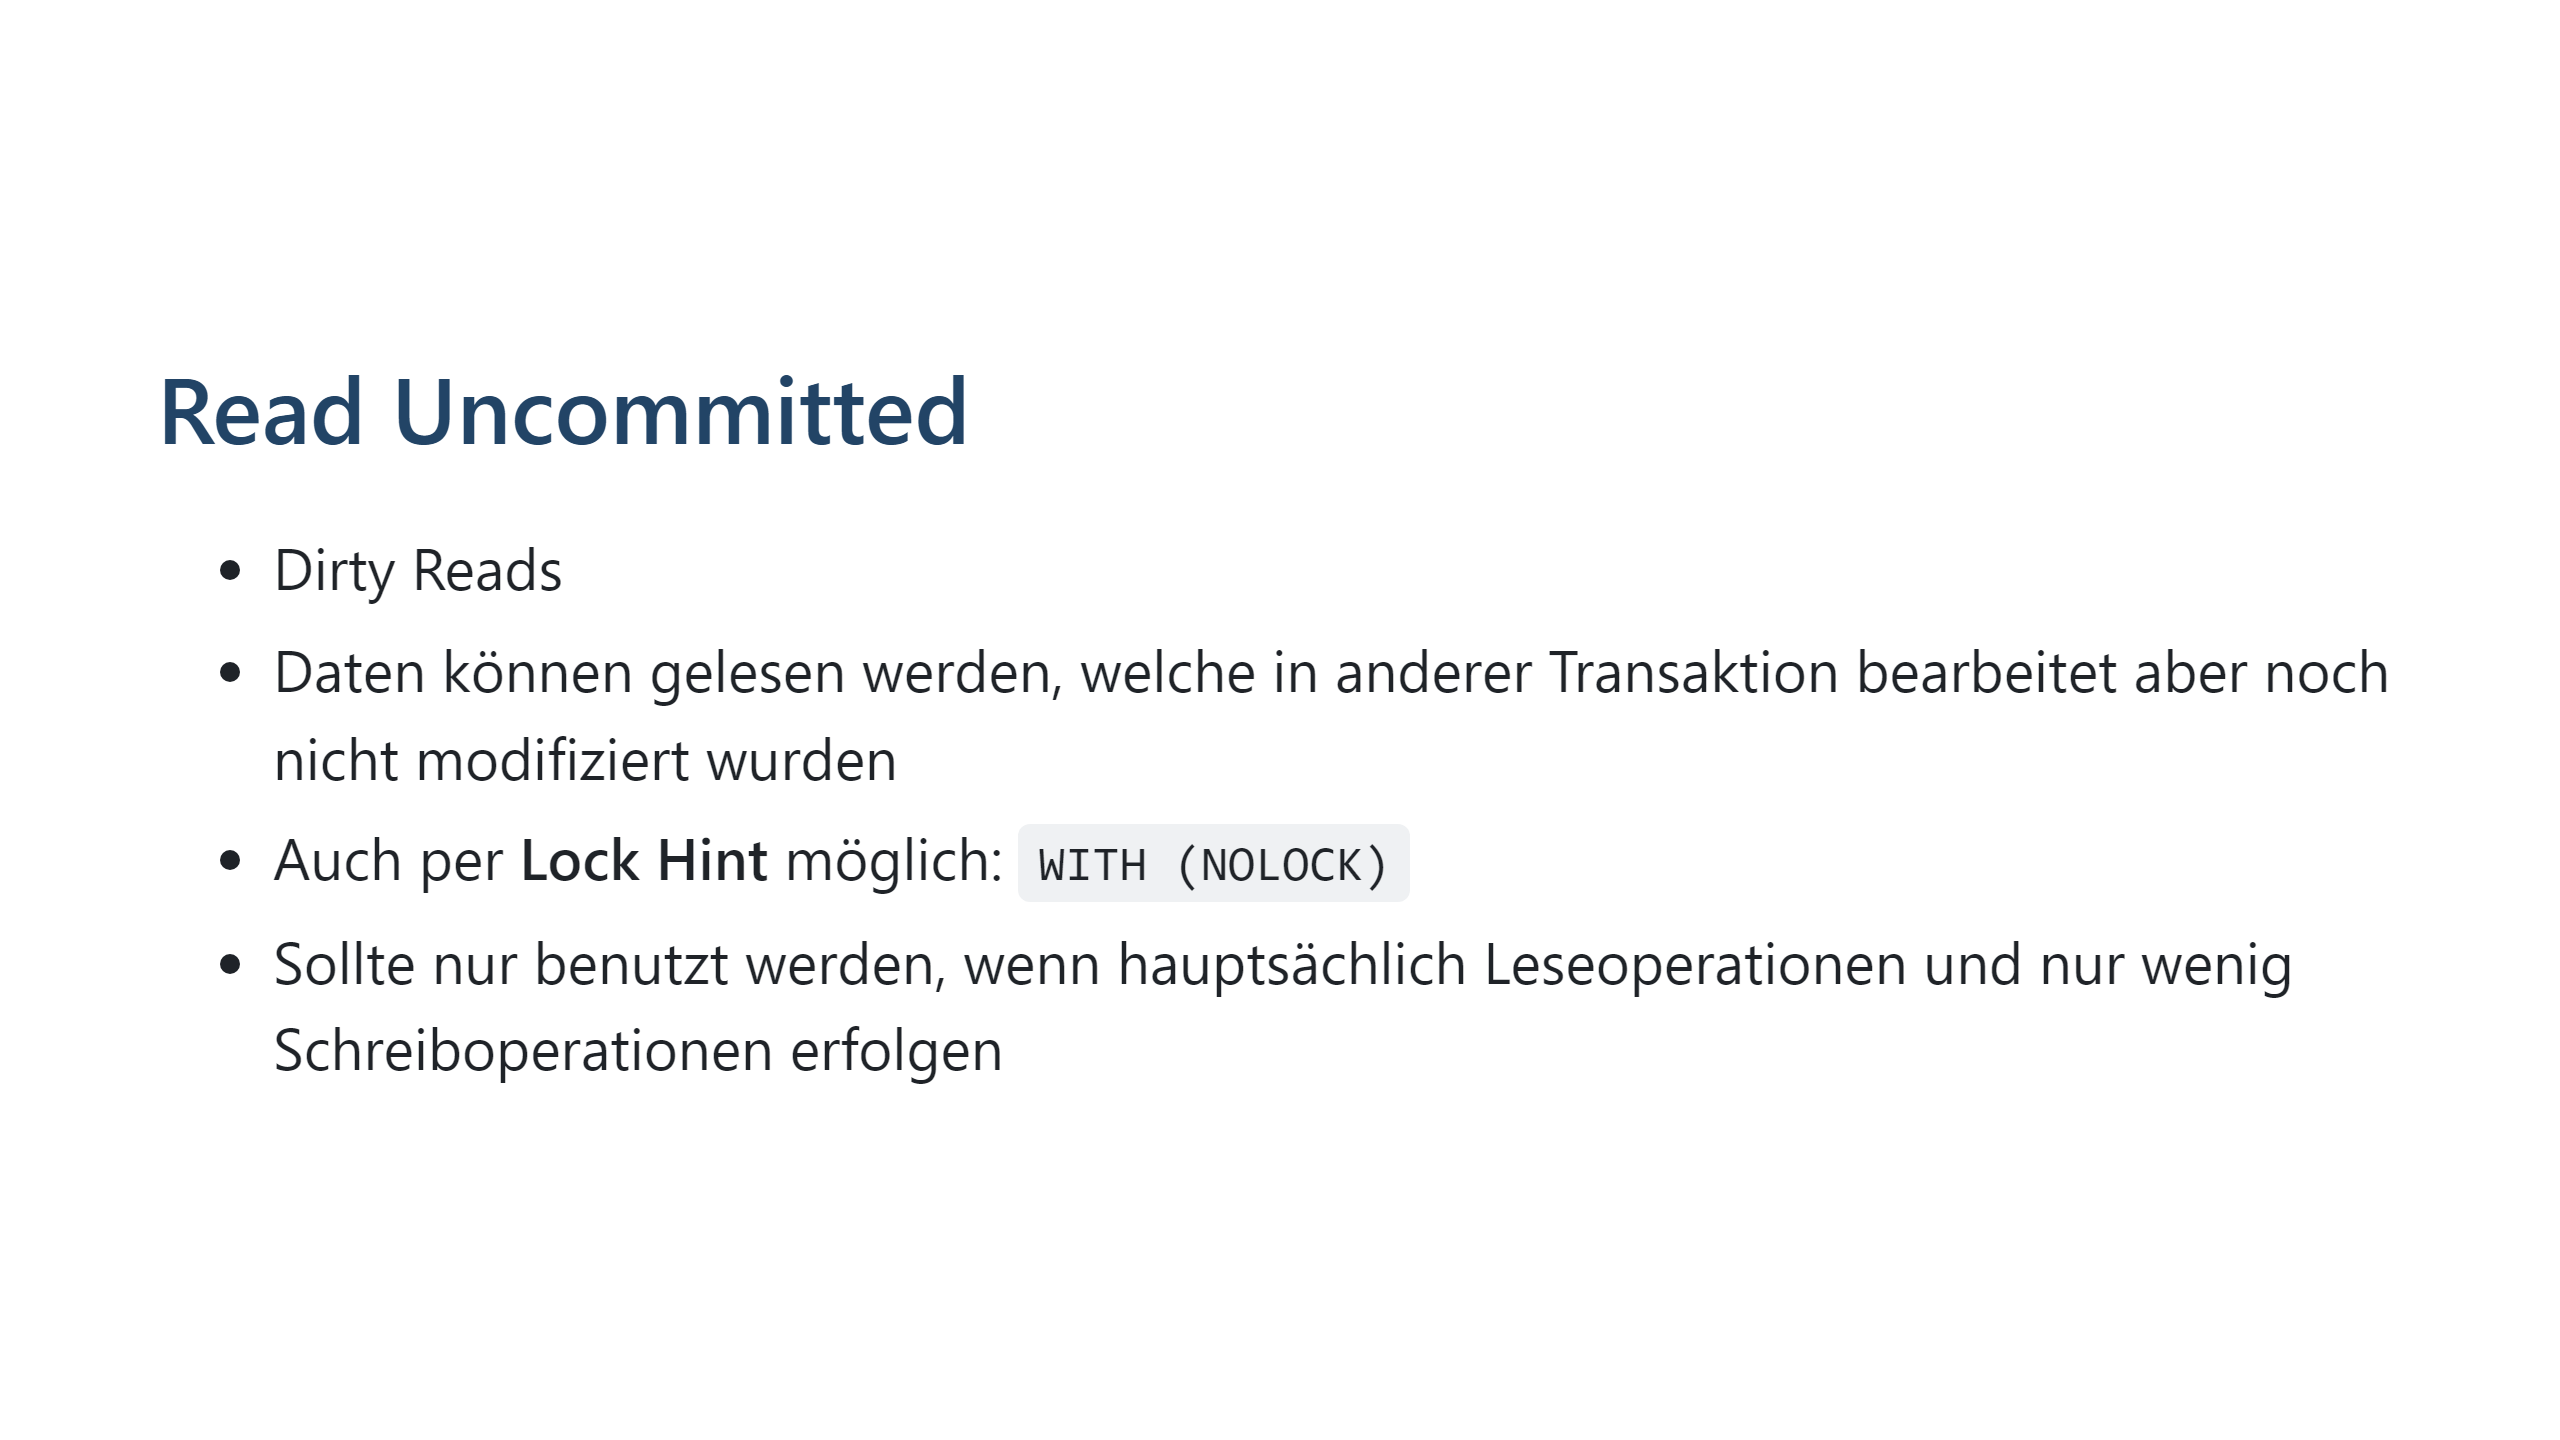 Read Uncommitted
• Dirty Reads
• Daten können gelesen werden, welche in anderer Transaktion bearbeitet aber noch
nicht modifiziert wurden
• Auch per Lock Hint möglich: WITH (NOLOCK)
• Sollte nur benutzt werden, wenn hauptsächlich Leseoperationen und nur wenig
Schreiboperationen erfolgen